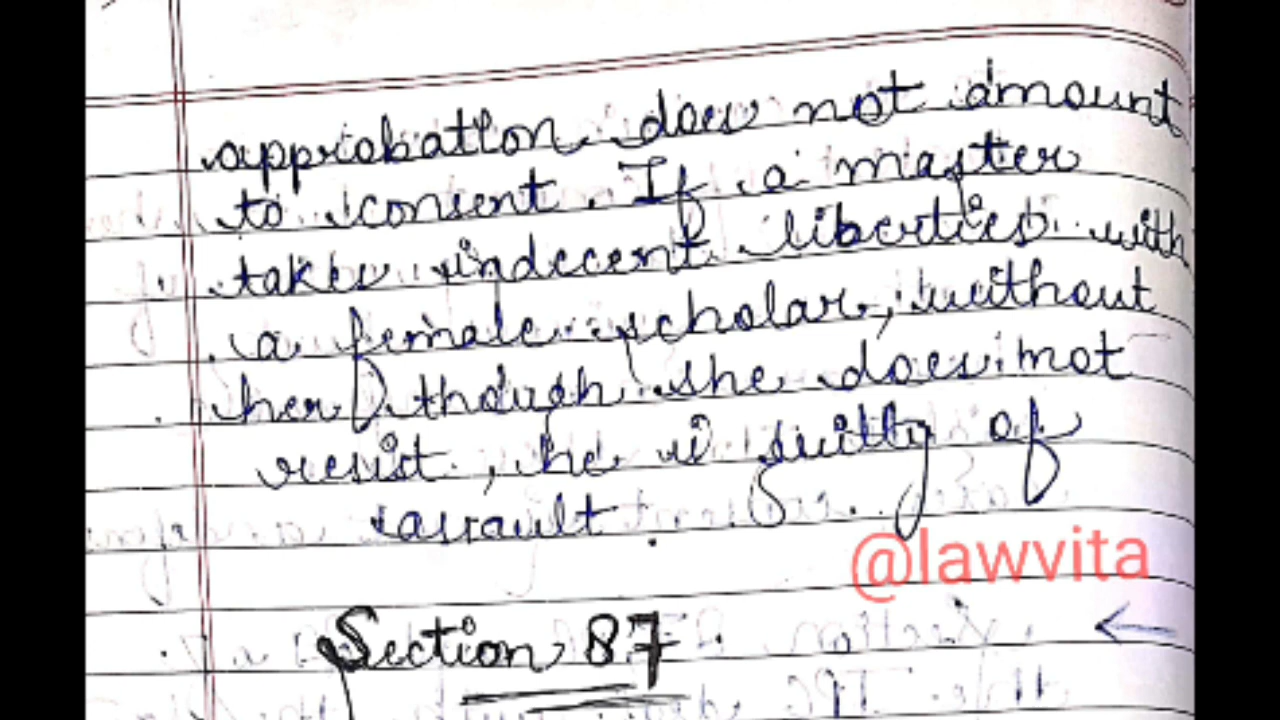 approbation does not amount
to consent. If a master
takes indecent liberties with
a female scholar, without
her though she does not
resist, he is guilty of
assault.
@lawvita
Section 87